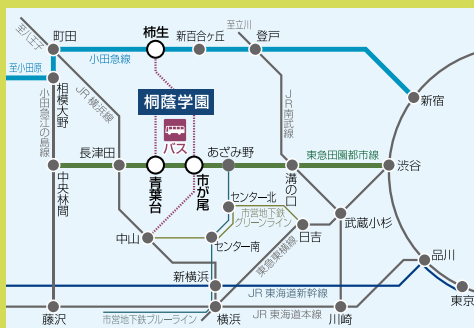 至八王子
町田
柿生
新百合ヶ丘
至立川
登戸
小田急線
至小田原
相模大野
JR横浜線
桐蔭学園
バス
JR南武線
新宿
小田急江の島線
長津田
あざみ野
東急田園都市線
渋谷
中央林間
青葉台
市が尾
溝の口
センター北
市営地下鉄
グリーンライン
武蔵小杉
中山
センター南
日吉
東急東横線
品川
新横浜
JR東海道新幹線
東京
藤沢
市営地下鉄ブルーライン
横浜
JR東海道本線
川崎